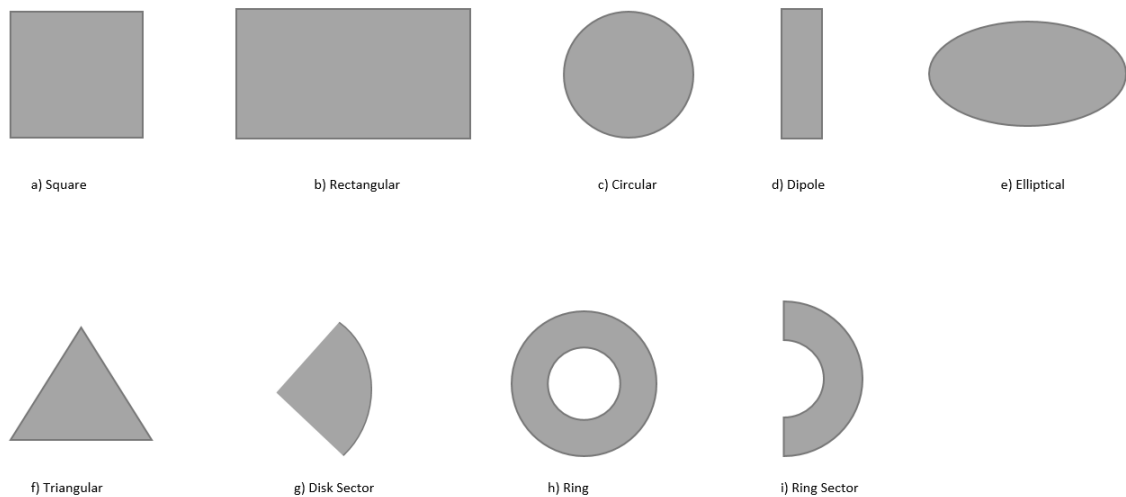 a) Square
b) Rectangular
c) Circular
d) Dipole
e) Elliptical
f) Triangular
g) Disk Sector
h) Ring
i) Ring Sector